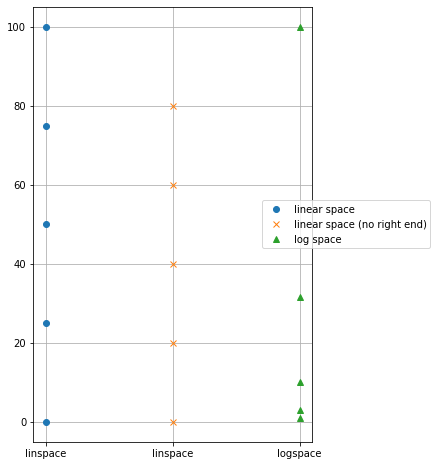 100
80
60
40
20
0
linspace
linspace
logspace
linear space
linear space (no right end)
log space